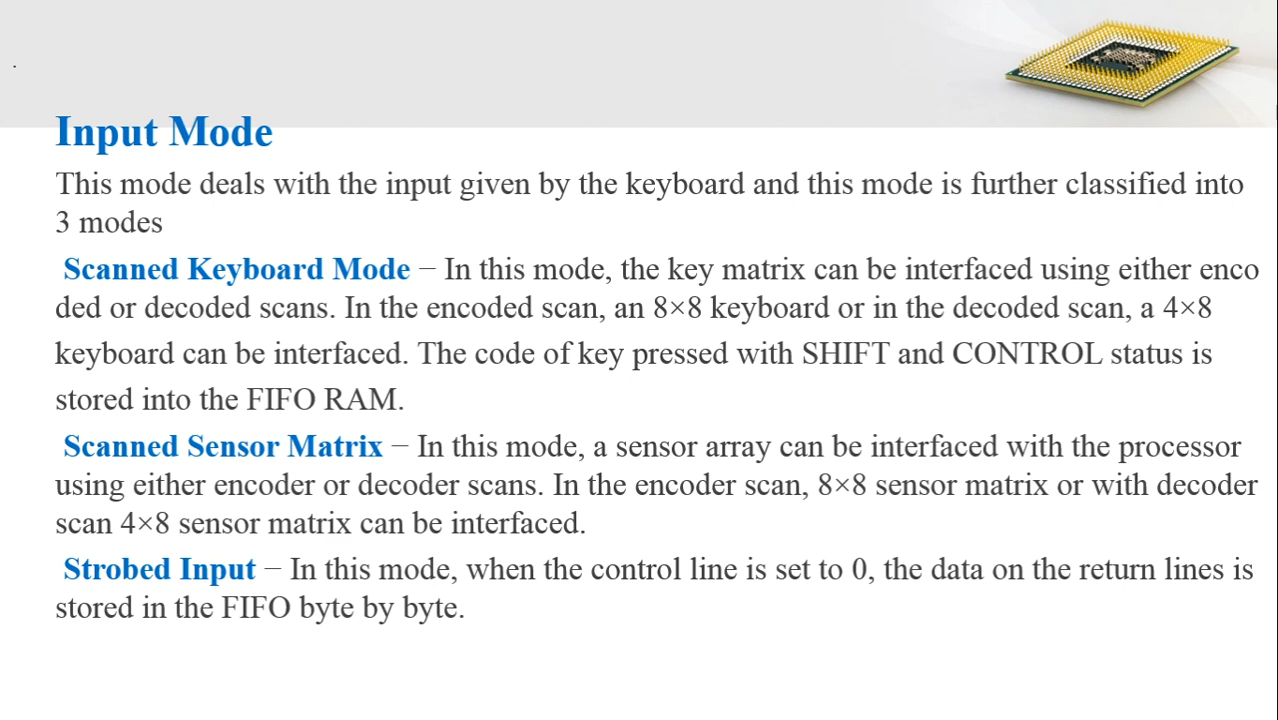 .
Input Mode
This mode deals with the input given by the keyboard and this mode is further classified into
3 modes
Scanned Keyboard Mode − In this mode, the key matrix can be interfaced using either enco
ded or decoded scans. In the encoded scan, an 8×8 keyboard or in the decoded scan, a 4×8
keyboard can be interfaced. The code of key pressed with SHIFT and CONTROL status is
stored into the FIFO RAM.
Scanned Sensor Matrix − In this mode, a sensor array can be interfaced with the processor
using either encoder or decoder scans. In the encoder scan, 8×8 sensor matrix or with decoder
scan 4×8 sensor matrix can be interfaced.
Strobed Input − In this mode, when the control line is set to 0, the data on the return lines is
stored in the FIFO byte by byte.